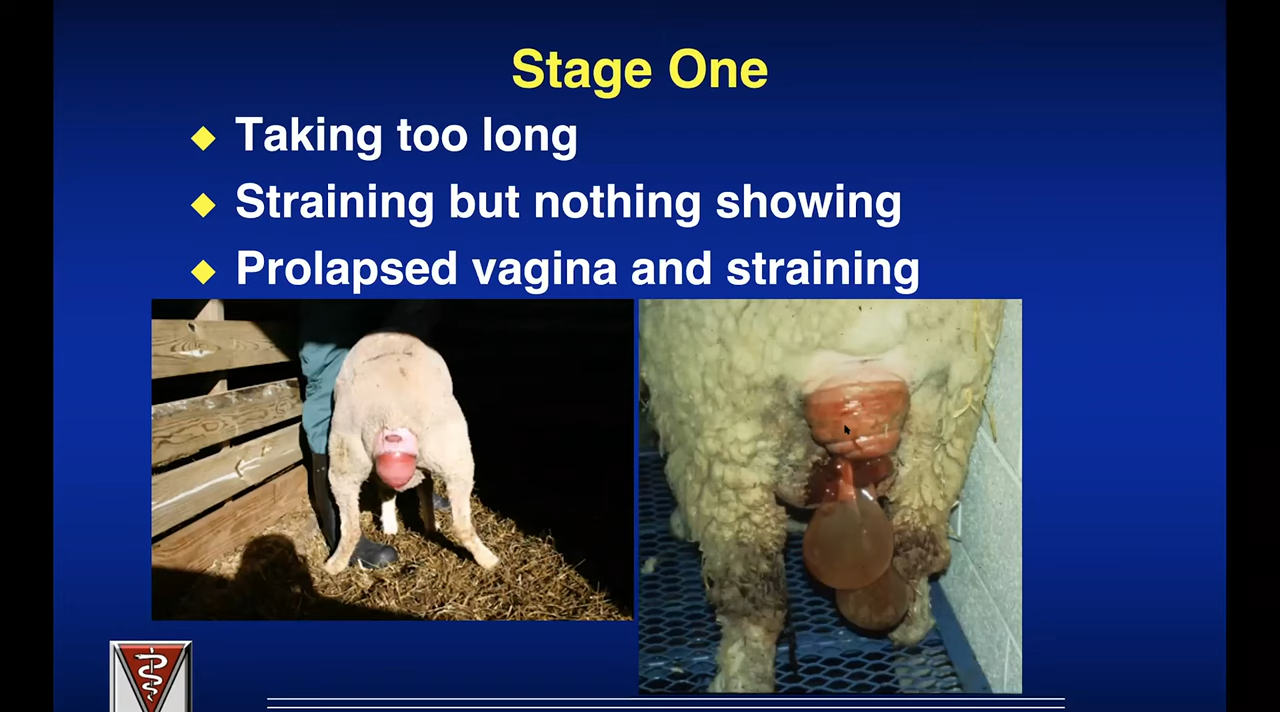 Stage One
Taking too long
Straining but nothing showing
Prolapsed vagina and straining